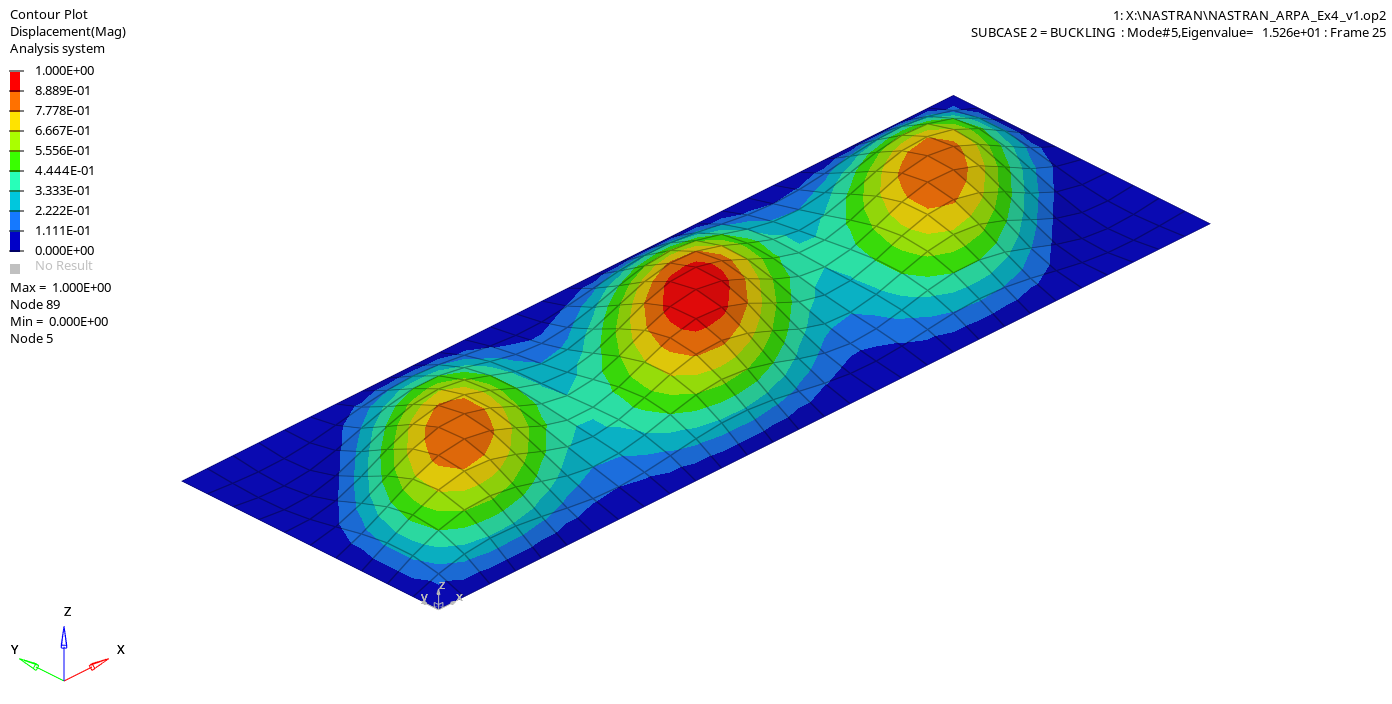 Contour Plot
Displacement(Mag)
Analysis system
1.000E+00
8.889E-01
7.778E-01
6.667E-01
5.556E-01
4.444E-01
3.333E-01
2.222E-01
1.111E-01
0.000E+00
No Result
Max = 1.000E+00
Node 89
Min = 0.000E+00
Node 5
1: X:\NASTRAN\NASTRAN_ARPA_Ex4_v1.op2
SUBCASE 2 = BUCKLING : Mode#5,Eigenvalue= 1.526e+01 : Frame 25
Z
Y X
Z
Y X